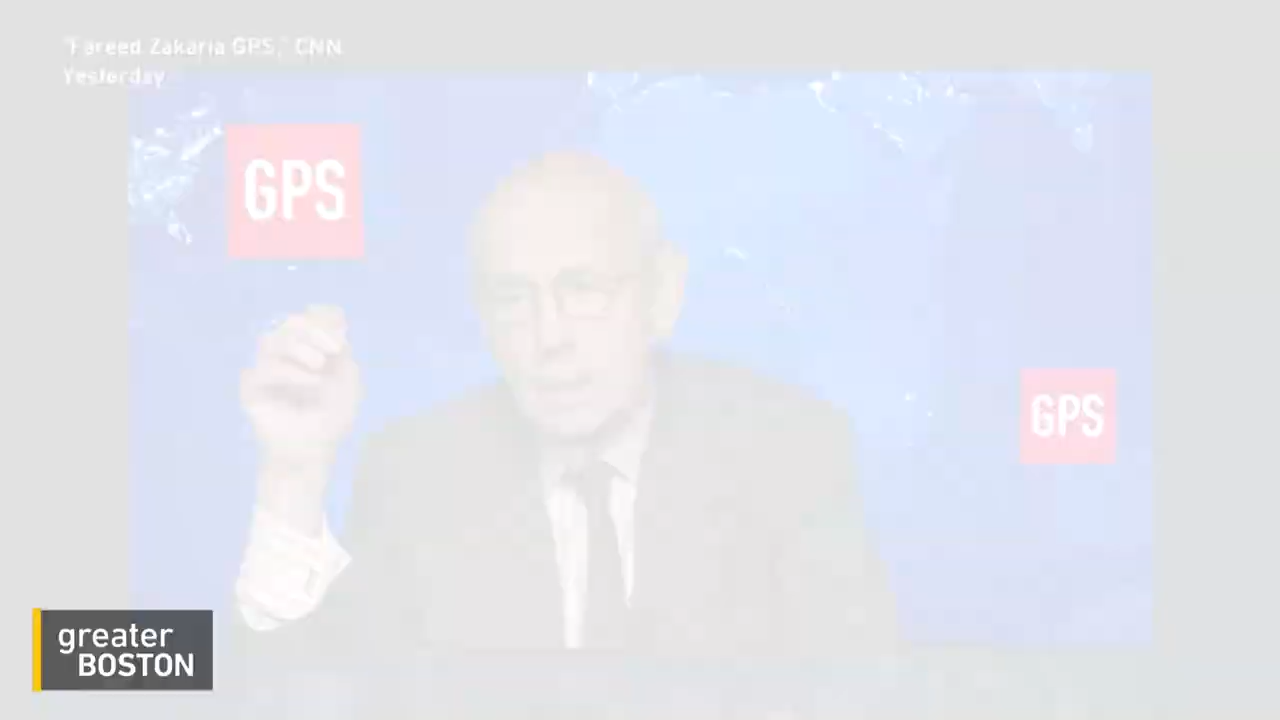 "Fareed Zakaria GPS," CNN
Yesterday
GPS
GPS
greater
BOSTON